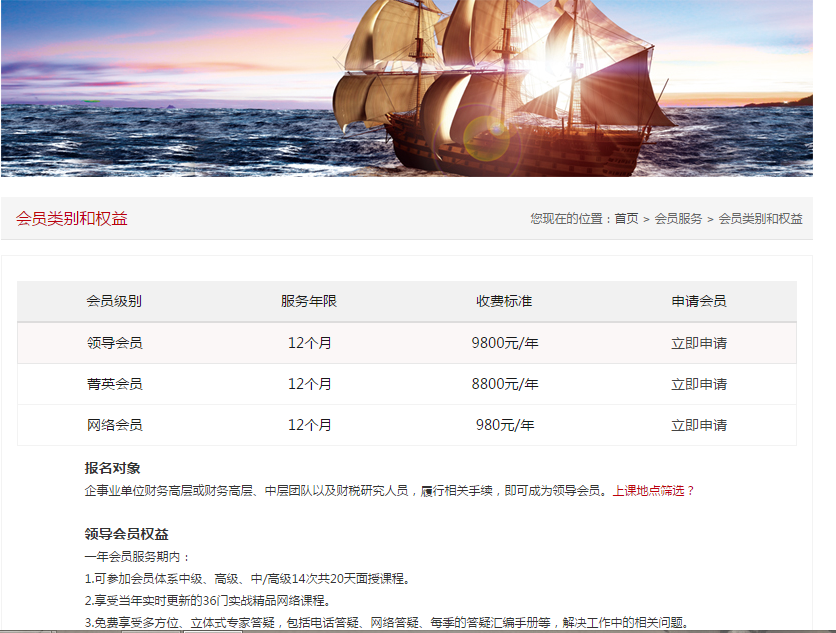 会员类别和权益
您现在的位置：首页 > 会员服务 > 会员类别和权益
会员级别 服务年限 收费标准 申请会员
领导会员 12个月 9800元/年 立即申请
菁英会员 12个月 8800元/年 立即申请
网络会员 12个月 980元/年 立即申请
报名对象
企事业单位财务高层或财务高层、中层团队以及财税研究人员，履行相关手续，即可成为领导会员。上课地点筛选？
领导会员权益
一年会员服务期内：
1.可参加会员体系中级、高级、中/高级14次共20天面授课程。
2.享受当年实时更新的36门实战精品网络课程。
3.免费享受多方位、立体式专家答疑，包括电话答疑、网络答疑、每季的答疑汇编手册等，解决工作中的相关问题。